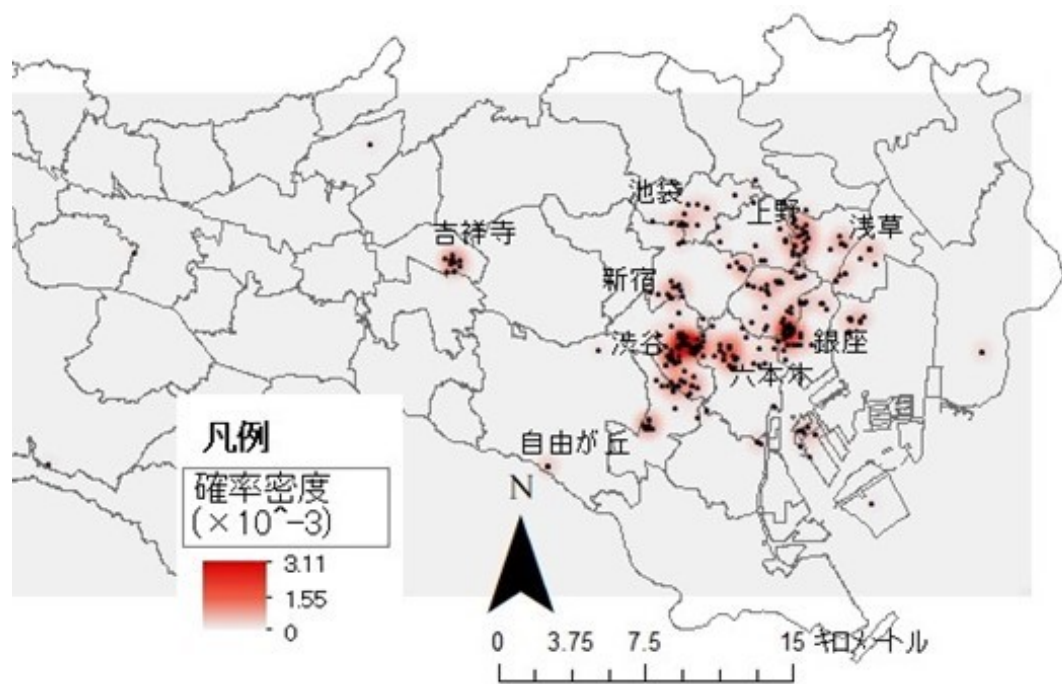 池袋
上野
浅草
吉祥寺
新宿
渋谷
銀座
六本木
自由が丘
凡例
確率密度
(×10^-3)
3.11
1.55
0
N
0 3.75 7.5 15 キロメートル